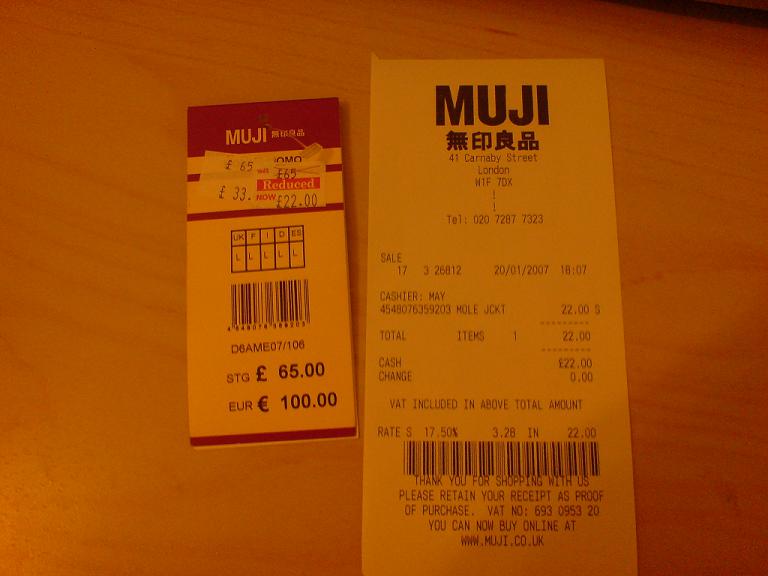 MUJI 無印良品
£ 65 was £65
Reduced
£ 33. NOW £22.00
UK F I D ES
L L L L L
4 548076 359203
D6AME07/106
STG £ 65.00
EUR € 100.00
MUJI
無印良品
41 Carnaby Street
London
W1F 7DX
!
!
Tel: 020 7287 7323
SALE
17 3 26812 20/01/2007 18:07
CASHIER: MAY
4548076359203 MOLE JCKT 22.00 S
----------
TOTAL ITEMS 1 22.00
----------
CASH £22.00
CHANGE 0.00
VAT INCLUDED IN ABOVE TOTAL AMOUNT
RATE S 17.50% 3.28 IN 22.00
THANK YOU FOR SHOPPING WITH US
PLEASE RETAIN YOUR RECEIPT AS PROOF
OF PURCHASE. VAT NO: 693 0953 20
YOU CAN NOW BUY ONLINE AT
WWW.MUJI.CO.UK